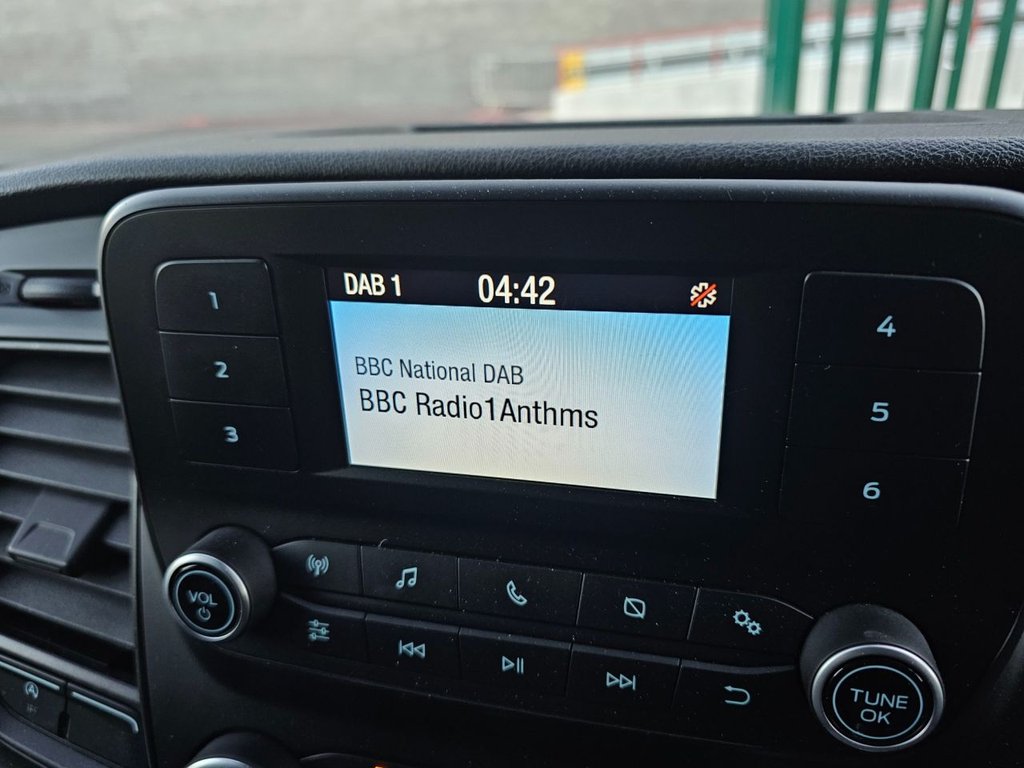 DAB 1 04:42
BBC National DAB
BBC Radio1Anthms
1
2
3
4
5
6
VOL
TUNE
OK